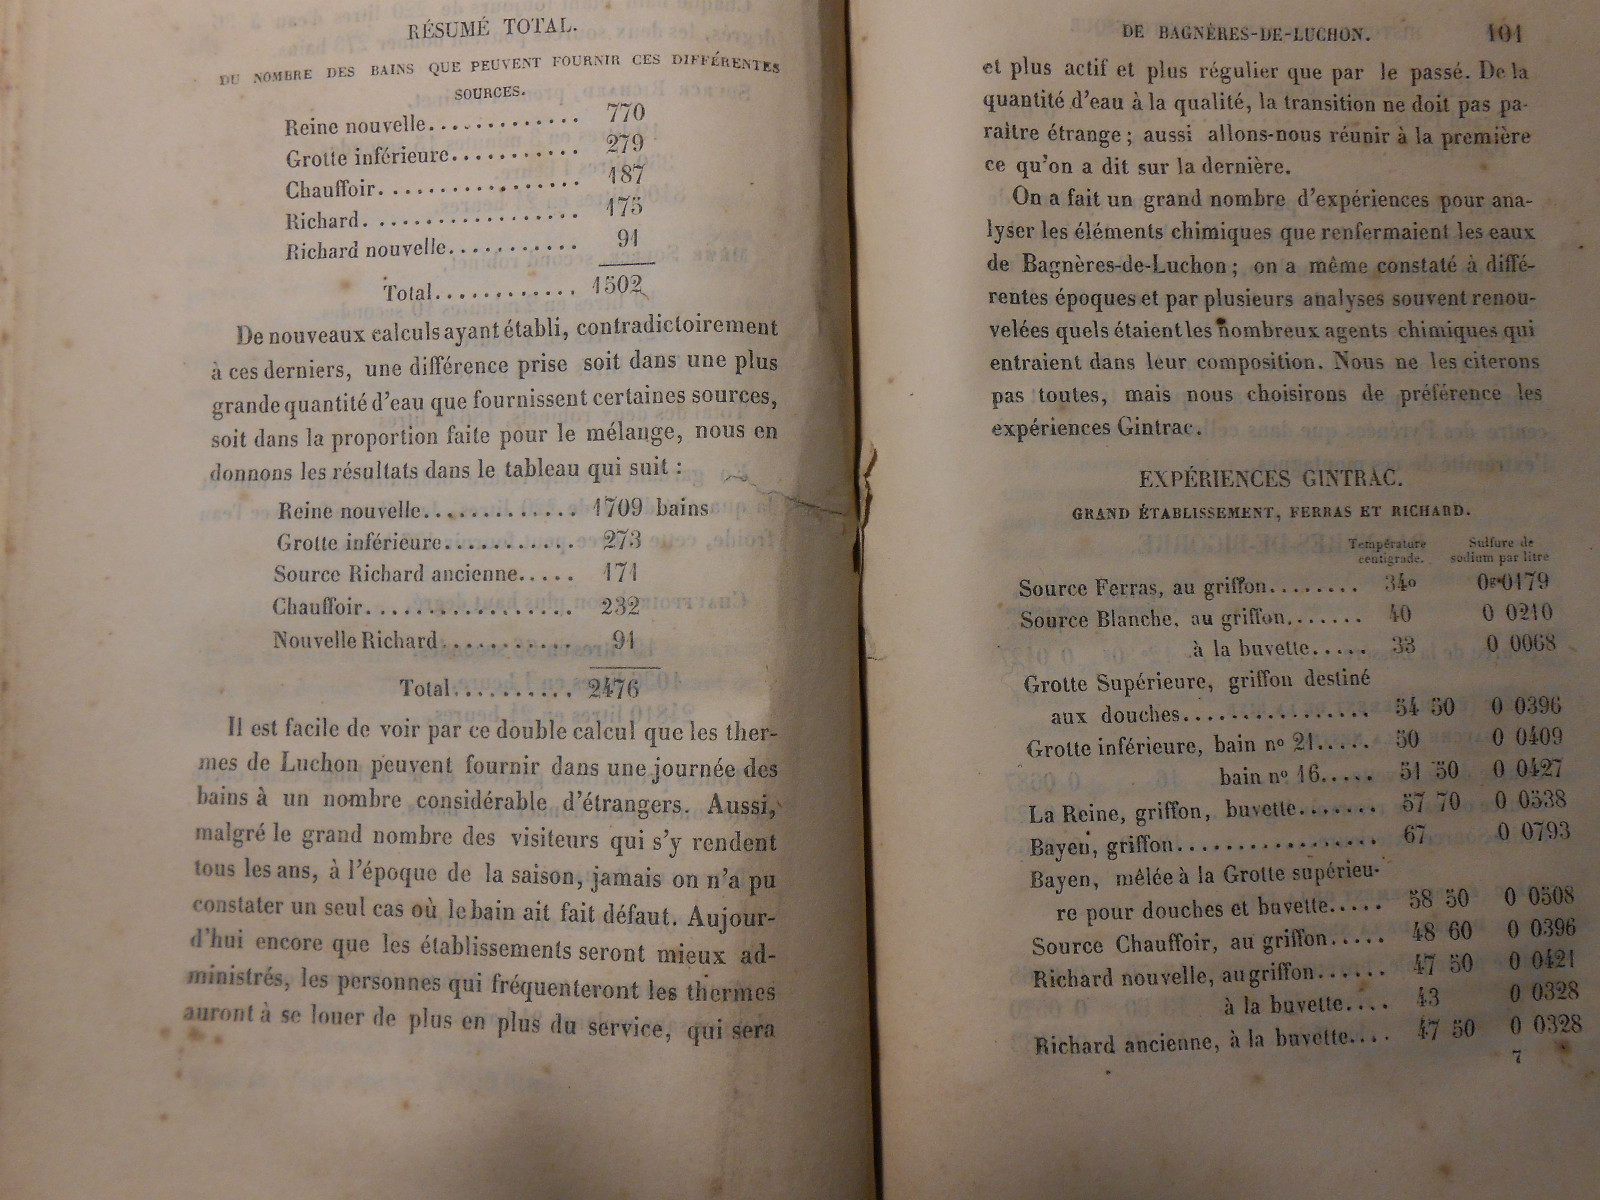 RÉSUMÉ TOTAL.
DU NOMBRE DES BAINS QUE PEUVENT FOURNIR CES DIFFÉRENTES
SOURCES.
Reine nouvelle............. 770
Grotte inférieure........... 279
Chauffoir.................. 187
Richard................... 175
Richard nouvelle........... 91
Total............ 1502
De nouveaux calculs ayant établi, contradictoirement
à ces derniers, une différence prise soit dans une plus
grande quantité d'eau que fournissent certaines sources,
soit dans la proportion faite pour le mélange, nous en
donnons les résultats dans le tableau qui suit :
Reine nouvelle............. 1709 bains
Grotte inférieure........... 273
Source Richard ancienne..... 171
Chauffoir.................. 232
Nouvelle Richard........... 91
Total.......... 2476
Il est facile de voir par ce double calcul que les ther-
mes de Luchon peuvent fournir dans une journée des
bains à un nombre considérable d'étrangers. Aussi,
malgré le grand nombre des visiteurs qui s'y rendent
tous les ans, à l'époque de la saison, jamais on n'a pu
constater un seul cas où le bain ait fait défaut. Aujour-
d'hui encore que les établissements seront mieux ad-
ministrés, les personnes qui fréquenteront les thermes
auront à se louer de plus en plus du service, qui sera
DE BAGNÈRES-DE-LUCHON. 101
et plus actif et plus régulier que par le passé. De la
quantité d'eau à la qualité, la transition ne doit pas pa-
raître étrange ; aussi allons-nous réunir à la première
ce qu'on a dit sur la dernière.
On a fait un grand nombre d'expériences pour ana-
lyser les éléments chimiques que renfermaient les eaux
de Bagnères-de-Luchon ; on a même constaté à diffé-
rentes époques et par plusieurs analyses souvent renou-
velées quels étaient les nombreux agents chimiques qui
entraient dans leur composition. Nous ne les citerons
pas toutes, mais nous choisirons de préférence les
expériences Gintrac.
EXPÉRIENCES GINTRAC.
GRAND ÉTABLISSEMENT, FERRAS ET RICHARD.
Température Sulfure de
centigrade. sodium par litre
Source Ferras, au griffon........ 34o 0g·0179
Source Blanche, au griffon....... 40 0 0210
à la buvette..... 33 0 0068
Grotte Supérieure, griffon destiné
aux douches................. 54 50 0 0396
Grotte inférieure, bain no 21..... 50 0 0409
bain no 16..... 51 50 0 0427
La Reine, griffon, buvette....... 57 70 0 0538
Bayen, griffon................. 67 0 0793
Bayen, mêlée à la Grotte supérieu-
re pour douches et buvette..... 58 50 0 0508
Source Chauffoir, au griffon..... 48 60 0 0396
Richard nouvelle, au griffon...... 47 50 0 0421
à la buvette.... 43 0 0328
Richard ancienne, à la buvette.... 47 50 0 0328
7